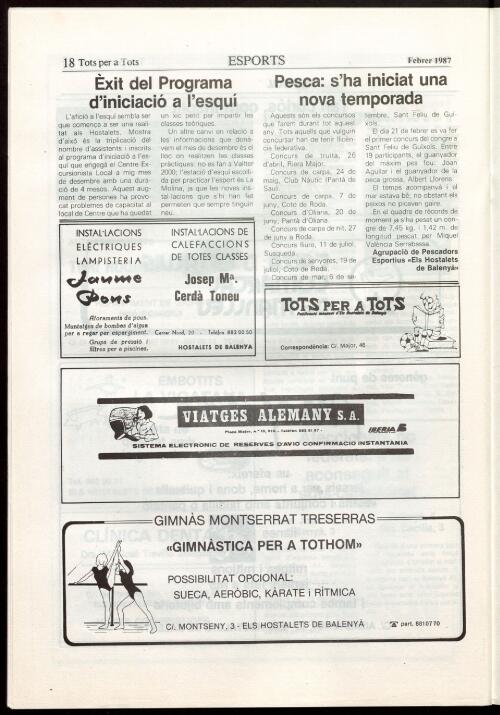 18 Tots per a Tots
ESPORTS
Febrer 1987
Èxit del Programa
d'iniciació a l'esquí
L'afició a l'esquí sembla ser
que comença a ser una reali-
tat als Hostalets. Mostra
d'això és la triplicació del
nombre d'assistents i inscrits
al programa d'iniciació a l'es-
quí que engegà el Centre Ex-
cursionista Local a mig mes
de desembre amb una dura-
ció de 4 mesos. Aquest aug-
ment de persones ha provo-
cat problemes de capacitat al
local de Centre que ha quedat
un xic petit per impartir les
classes teòriques.
Un altre canvi en relació a
les informacions que donà-
vem el mes de desembre és el
lloc on realitzen les classes
pràctiques: no es fan a Vallter
2000; l'estació d'esquí escolli-
da per practicar l'esport és La
Molina, ja que les noves ins-
tal·lacions que s'hi han fet
permeten que sempre tinguin
neu.
Pesca: s'ha iniciat una
nova temporada
Aquests són els concursos
que farem durant tot aquest
any. Tots aquells que vulguin
concursar han de tenir llicèn-
cia federativa.
Concurs de truita, 26
d'abril, Riera Major.
Concurs de carpa, 24 de
maig, Club Nàutic (Pantà de
Sau).
Concurs de carpa, 7 de
juny, Coto de Roda.
Concurs d'Oliana, 20 de
juny, Pantà d'Oliana.
Concurs de carpa de nit, 27
de juny a Roda.
Concurs lliure, 11 de juliol,
Susqueda.
Concurs de senyores, 19 de
juliol, Coto de Roda.
Concurs de mar, 6 de se-
tembre, Sant Feliu de Guí-
xols.
El dia 21 de febrer es va fer
el primer concurs del congre a
Sant Feliu de Guíxols. Entre
19 participants, el guanyador
del màxim pes fou: Joan
Aguilar i el guanyador de la
peça grossa, Albert Llorens.
El temps acompanyà i el
mar estava bé; no obstant els
peixos no picaven gaire.
En el quadre de rècords de
moment ja s'ha pesat un con-
gre de 7,45 kg. i 1,42 m. de
longitud pescat per Miquel
València Serrabassa.
Agrupació de Pescadors
Esportius «Els Hostalets
de Balenyà»
INSTAL·LACIONS
ELÈCTRIQUES
LAMPISTERIA
Jaume
Pons
Aforaments de pous.
Muntatges de bombes d'aigua
per a regar per espargiment.
Grups de pressió i
filtres per a piscines.
INSTAL·LACIONS DE
CALEFACCIONS
DE TOTES CLASSES
Josep Mª.
Cerdà Toneu
Carrer Nord, 20 - Telèfon 882 00 50
HOSTALETS DE BALENYA
TOTS PER A TOTS
Correspondència: C/. Major, 46
VIATGES ALEMANY S.A.
IBERIA
SISTEMA ELECTRONIC DE RESERVES D'AVIO CONFIRMACIO INSTANTANIA
GIMNÀS MONTSERRAT TRESERRAS
«GIMNÀSTICA PER A TOTHOM»
POSSIBILITAT OPCIONAL:
SUECA, AERÒBIC, KÀRATE i RÍTMICA
C/. MONTSENY, 3 - ELS HOSTALETS DE BALENYÀ
☎ part. 8810770